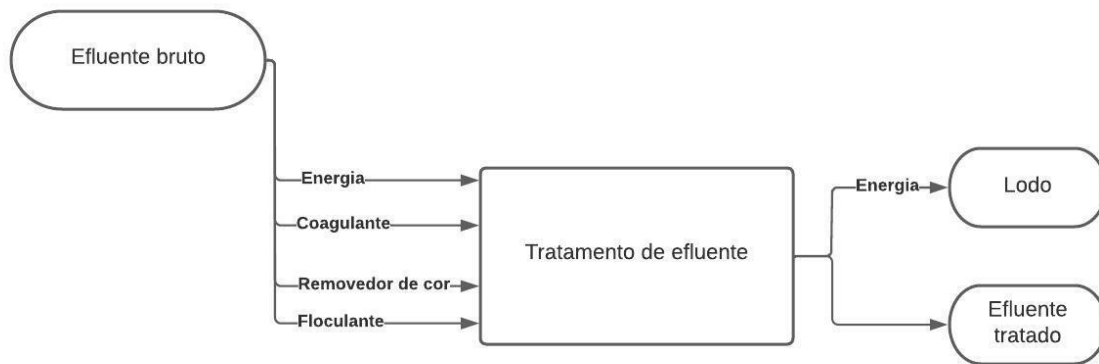 Efluente bruto
Energia
Coagulante
Removedor de cor
Floculante
Tratamento de efluente
Energia
Lodo
Efluente
tratado